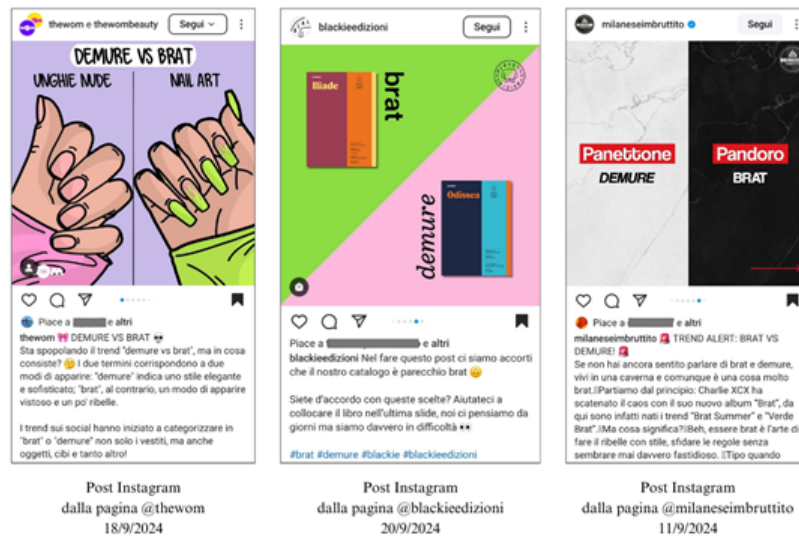 thewom e thewombeauty
Segui
DEMURE VS BRAT
UNGHIE NUDE
NAIL ART
Piace a
e altri
thewom 🎀 DEMURE VS BRAT 💀
Sta spopolando il trend "demure vs brat", ma in cosa
consiste? 🤔 I due termini corrispondono a due
modi di apparire: "demure" indica uno stile elegante
e sofisticato; "brat", al contrario, un modo di apparire
vistoso e un po' ribelle.
I trend sui social hanno iniziato a categorizzare in
"brat" o "demure" non solo i vestiti, ma anche
oggetti, cibi e tanto altro!
Post Instagram
dalla pagina @thewom
18/9/2024
blackieedizioni
Segui
Iliade
brat
demure
Odissea
Piace a
e altri
blackieedizioni Nel fare questo post ci siamo accorti
che il nostro catalogo è parecchio brat
Siete d'accordo con queste scelte? Aiutateci a
collocare il libro nell'ultima slide, noi ci pensiamo da
giorni ma siamo davvero in difficoltà 👀
#brat #demure #blackie #blackieedizioni
Post Instagram
dalla pagina @blackieedizioni
20/9/2024
milaneseimbruttito
Segui
Panettone
DEMURE
Pandoro
BRAT
Piace a
e altri
milaneseimbruttito 🚨 TREND ALERT: BRAT VS
DEMURE! 🚨
Se non hai ancora sentito parlare di brat e demure,
vivi in una caverna e comunque è una cosa molto
brat. Partiamo dal principio: Charlie XCX ha
scatenato il caos con il suo nuovo album "Brat", da
qui sono infatti nati i trend "Brat Summer" e "Verde
Brat". Ma cosa significa? Beh, essere brat è l'arte di
fare il ribelle con stile, sfidare le regole senza
sembrare mai davvero fastidioso. Tipo quando
Post Instagram
dalla pagina @milaneseimbruttito
11/9/2024